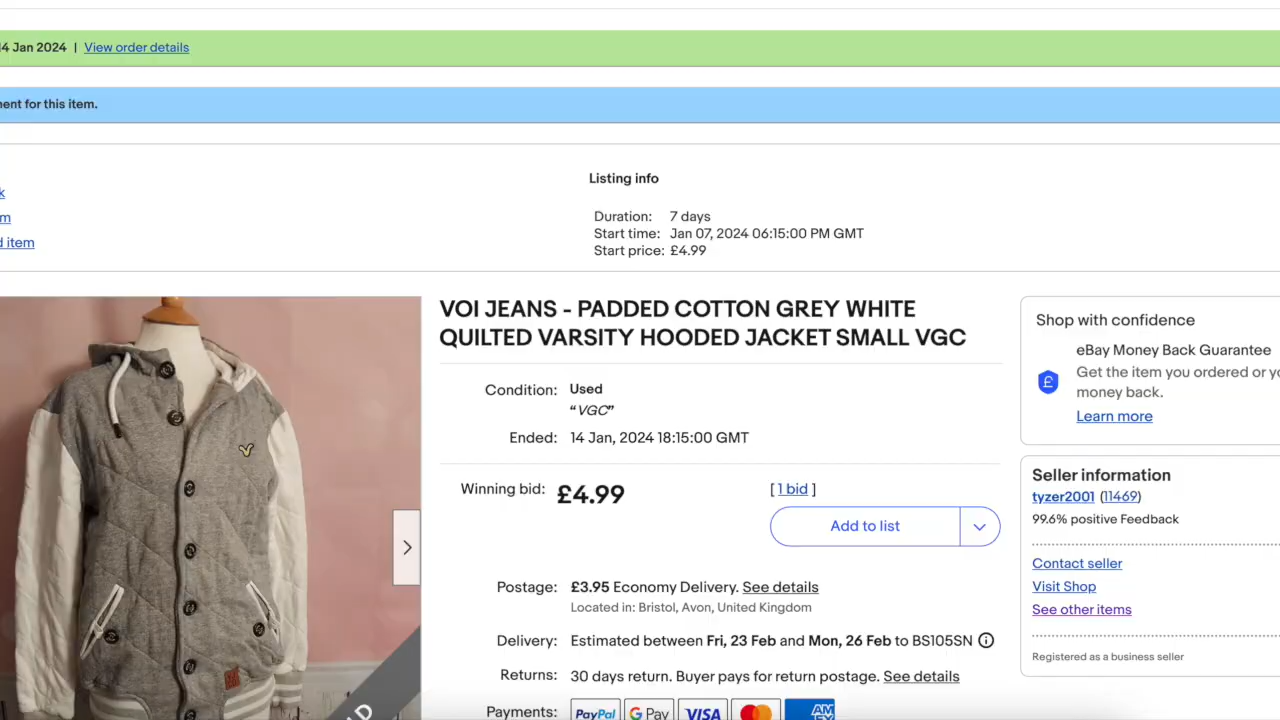 14 Jan 2024 | View order details
ent for this item.
k
m
d item
Listing info
Duration: 7 days
Start time: Jan 07, 2024 06:15:00 PM GMT
Start price: £4.99
VOI JEANS - PADDED COTTON GREY WHITE
QUILTED VARSITY HOODED JACKET SMALL VGC
Condition: Used
“VGC”
Ended: 14 Jan, 2024 18:15:00 GMT
Winning bid: £4.99 [ 1 bid ]
Add to list
Postage: £3.95 Economy Delivery. See details
Located in: Bristol, Avon, United Kingdom
Delivery: Estimated between Fri, 23 Feb and Mon, 26 Feb to BS105SN
Returns: 30 days return. Buyer pays for return postage. See details
Payments: PayPal G Pay VISA AM
Shop with confidence
eBay Money Back Guarantee
Get the item you ordered or yo
money back.
Learn more
Seller information
tyzer2001 (11469)
99.6% positive Feedback
Contact seller
Visit Shop
See other items
Registered as a business seller